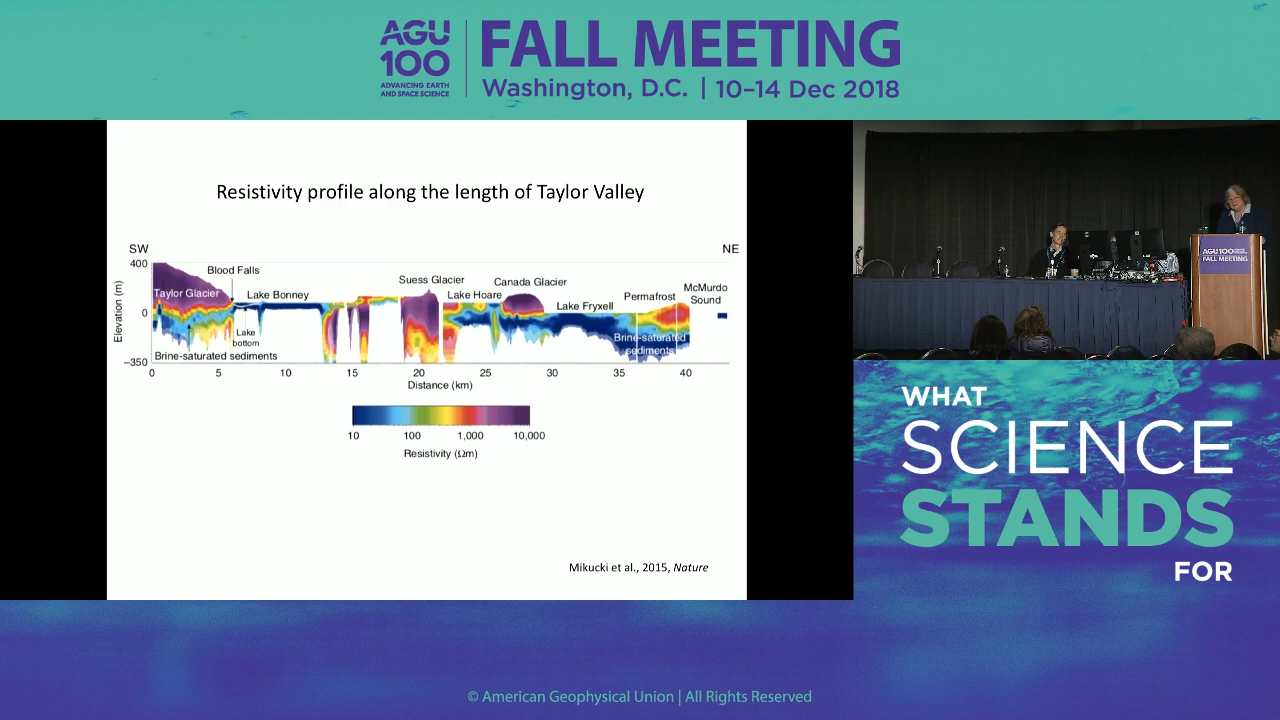 AGU
100
ADVANCING EARTH
AND SPACE SCIENCE
FALL MEETING
Washington, D.C. | 10–14 Dec 2018
Resistivity profile along the length of Taylor Valley
SW
NE
Elevation (m)
400
0
–350
Blood Falls
Taylor Glacier
Lake Bonney
Lake
bottom
Brine-saturated sediments
Suess Glacier
Lake Hoare
Canada Glacier
Lake Fryxell
Permafrost
McMurdo
Sound
Brine-saturated
sediments
0 5 10 15 20 25 30 35 40
Distance (km)
10 100 1,000 10,000
Resistivity (Ωm)
Mikucki et al., 2015, Nature
AGU100
FALL MEETING
WHAT
SCIENCE
STANDS
FOR
© American Geophysical Union | All Rights Reserved